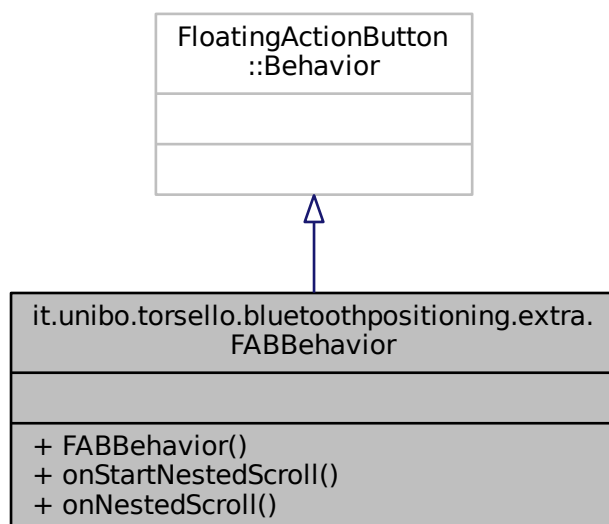 FloatingActionButton
::Behavior
it.unibo.torsello.bluetoothpositioning.extra.
FABBehavior
+ FABBehavior()
+ onStartNestedScroll()
+ onNestedScroll()